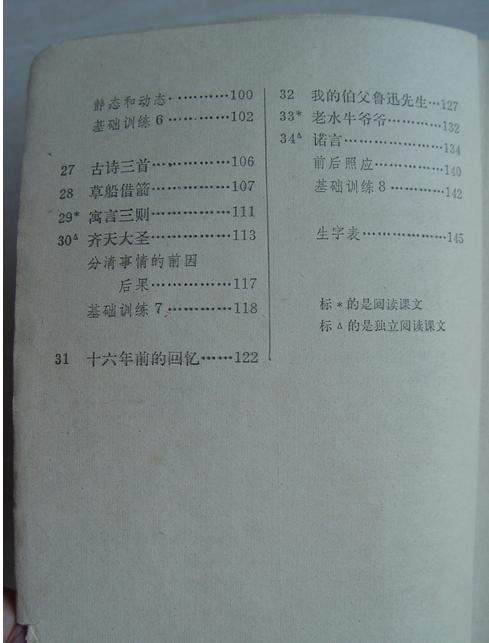 静态和动态···········100
基础训练6···········102
27 古诗三首··············106
28 草船借箭··············107
29* 寓言三则··············111
30△ 齐天大圣··············113
分清事情的前因
后果··············117
基础训练7···········118
31 十六年前的回忆······122
32 我的伯父鲁迅先生···127
33* 老水牛爷爷···········132
34△ 诺言·················134
前后照应···········140
基础训练8·········142
生字表···············145
标*的是阅读课文
标△的是独立阅读课文